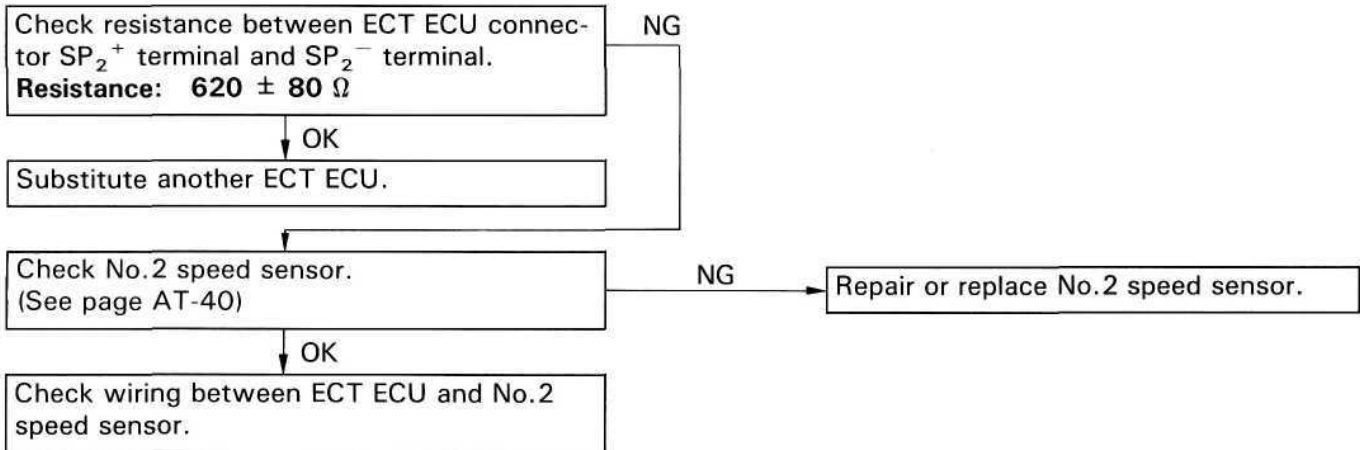 Check resistance between ECT ECU connec-
tor SP₂⁺ terminal and SP₂⁻ terminal.
Resistance: 620 ± 80 Ω
NG
OK
Substitute another ECT ECU.
Check No.2 speed sensor.
(See page AT-40)
NG
Repair or replace No.2 speed sensor.
OK
Check wiring between ECT ECU and No.2
speed sensor.